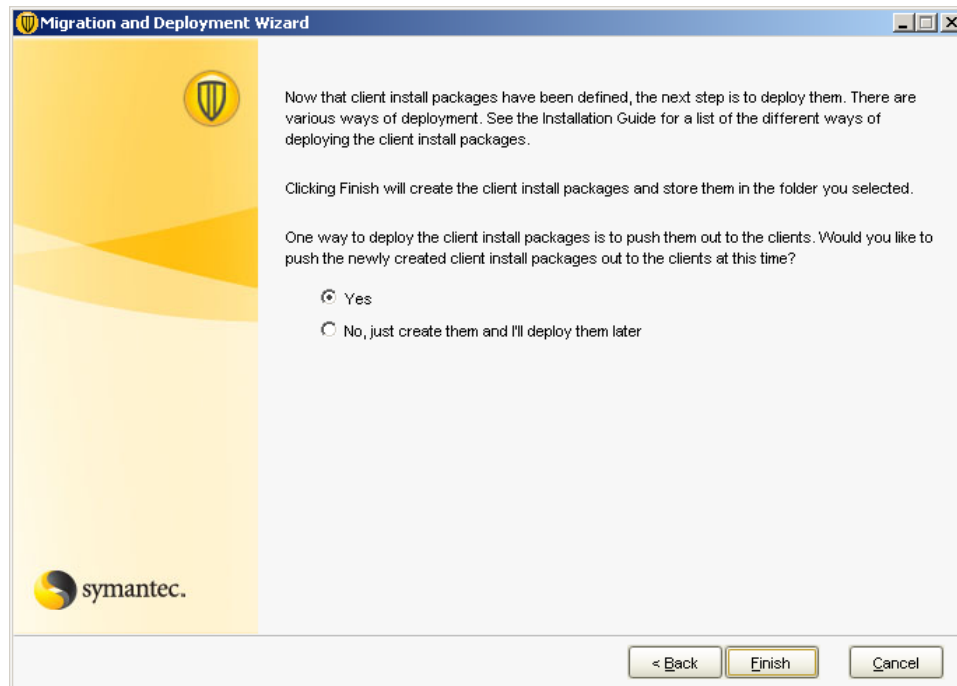 Migration and Deployment Wizard
Now that client install packages have been defined, the next step is to deploy them. There are
various ways of deployment. See the Installation Guide for a list of the different ways of
deploying the client install packages.
Clicking Finish will create the client install packages and store them in the folder you selected.
One way to deploy the client install packages is to push them out to the clients. Would you like to
push the newly created client install packages out to the clients at this time?
Yes
No, just create them and I'll deploy them later
symantec.
< Back Finish Cancel